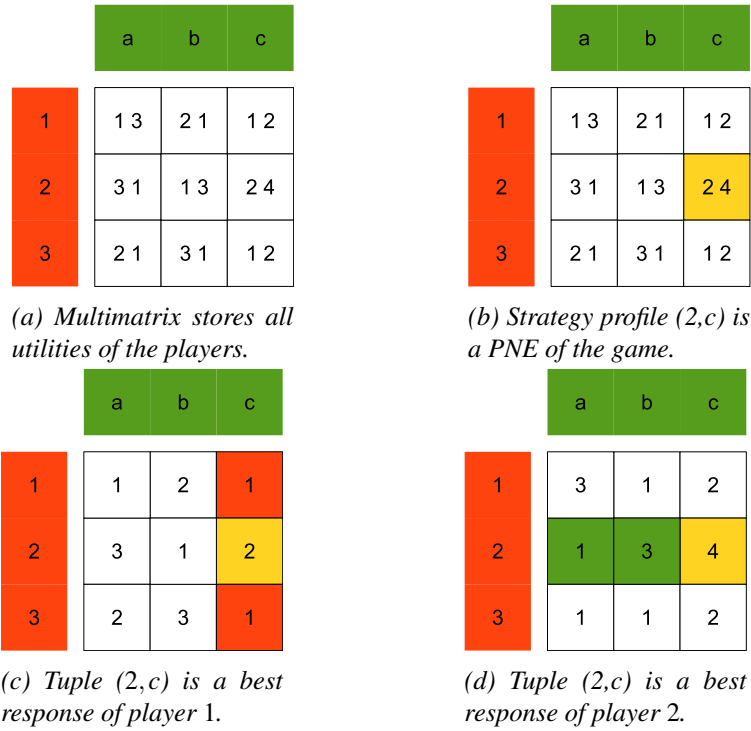 a b c
1 1 3 2 1 1 2
2 3 1 1 3 2 4
3 2 1 3 1 1 2
(a) Multimatrix stores all
utilities of the players.
a b c
1 1 3 2 1 1 2
2 3 1 1 3 2 4
3 2 1 3 1 1 2
(b) Strategy profile (2,c) is
a PNE of the game.
a b c
1 1 2 1
2 3 1 2
3 2 3 1
(c) Tuple (2, c) is a best
response of player 1.
a b c
1 3 1 2
2 1 3 4
3 1 1 2
(d) Tuple (2,c) is a best
response of player 2.